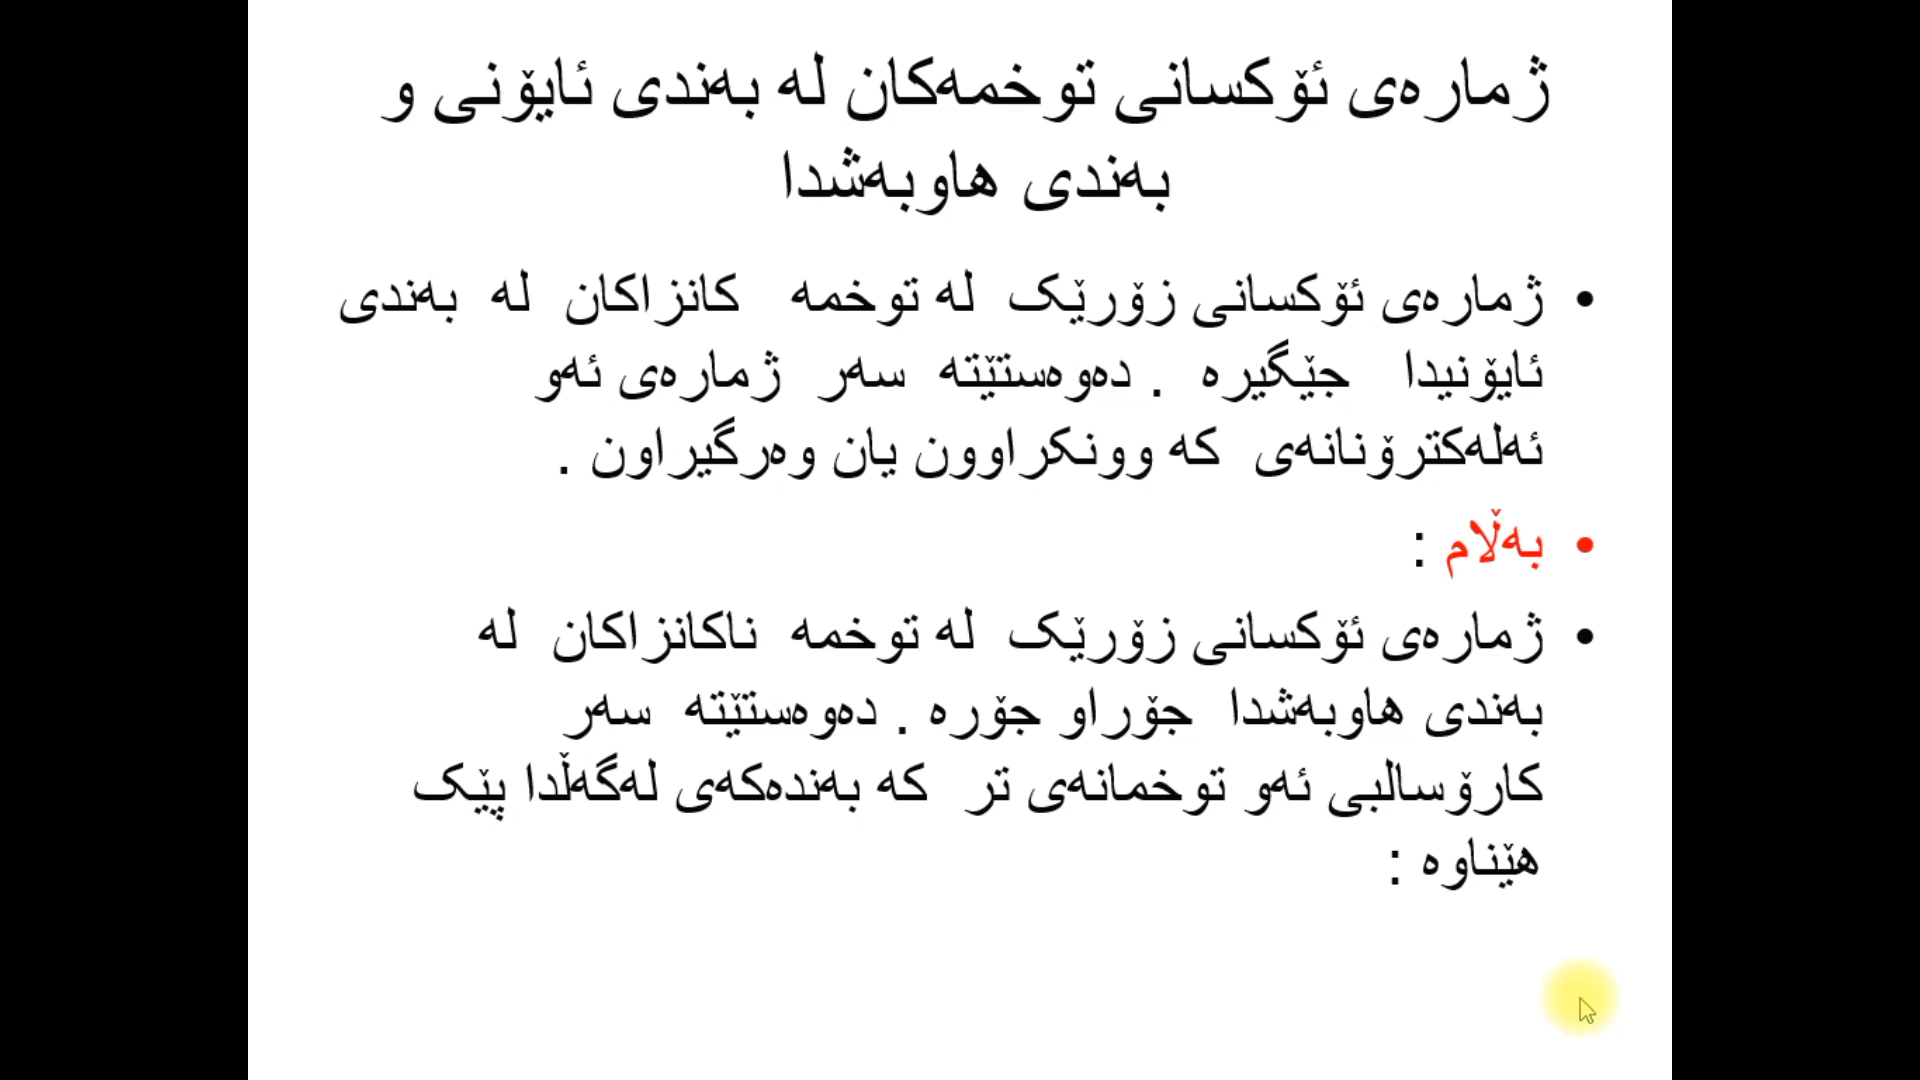 ژمارەی ئۆکسانی توخمەکان لە بەندی ئایۆنی و
بەندی هاوبەشدا
• ژمارەی ئۆکسانی زۆرێک لە توخمە کانزاکان لە بەندی
ئایۆنیدا جێگیرە . دەوەستێتە سەر ژمارەی ئەو
ئەلەکترۆنانەی کە وونکراوون یان وەرگیراون .
• بەڵام :
• ژمارەی ئۆکسانی زۆرێک لە توخمە ناکانزاکان لە
بەندی هاوبەشدا جۆراو جۆرە . دەوەستێتە سەر
کارۆسالبی ئەو توخمانەی تر کە بەندەکەی لەگەڵدا پێک
هێناوە :